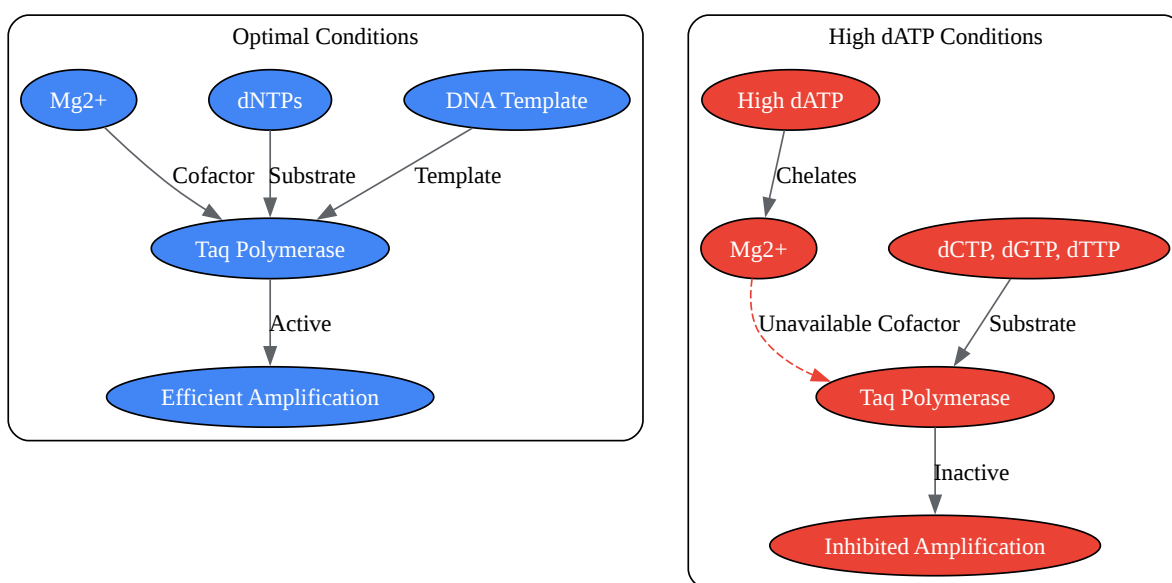 Optimal Conditions
Mg2+
dNTPs
DNA Template
Cofactor
Substrate
Template
Taq Polymerase
Active
Efficient Amplification
High dATP Conditions
High dATP
Chelates
Mg2+
dCTP, dGTP, dTTP
Unavailable Cofactor
Substrate
Taq Polymerase
Inactive
Inhibited Amplification